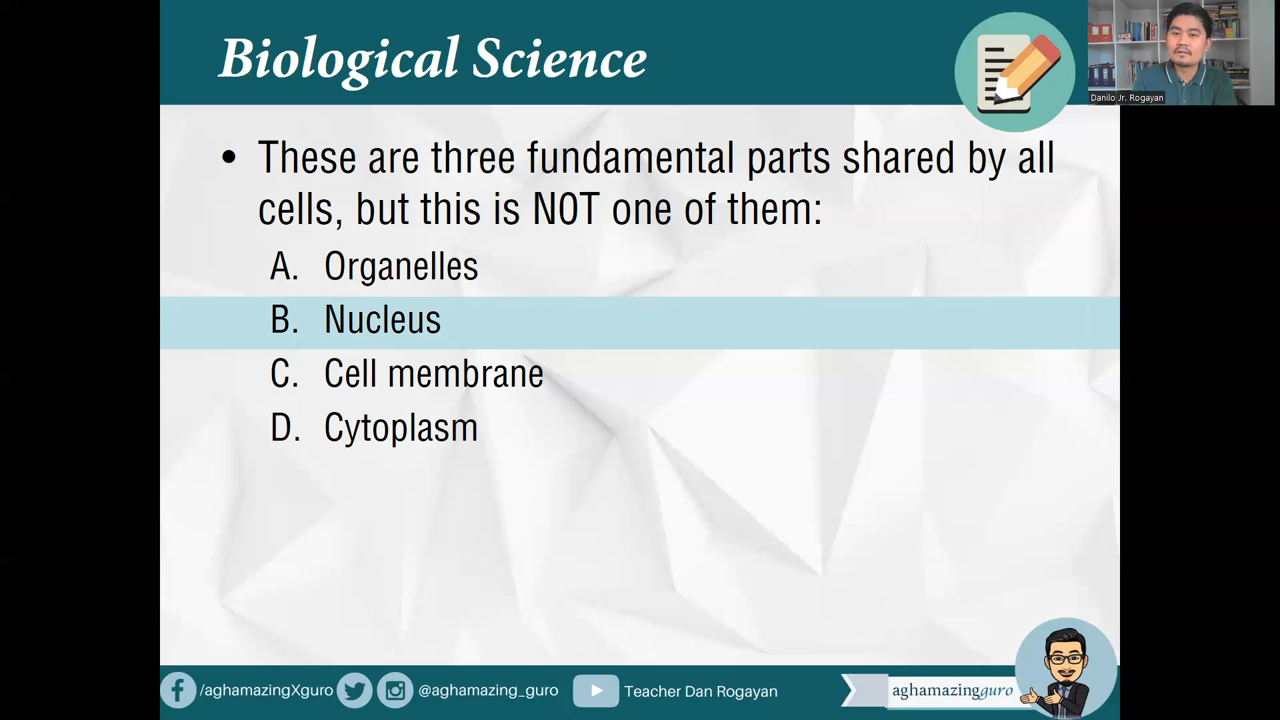 Biological Science
Danilo Jr. Rogayan
• These are three fundamental parts shared by all
cells, but this is NOT one of them:
A. Organelles
B. Nucleus
C. Cell membrane
D. Cytoplasm
/aghamazingXguro
@aghamazing_guro
Teacher Dan Rogayan
aghamazingguro